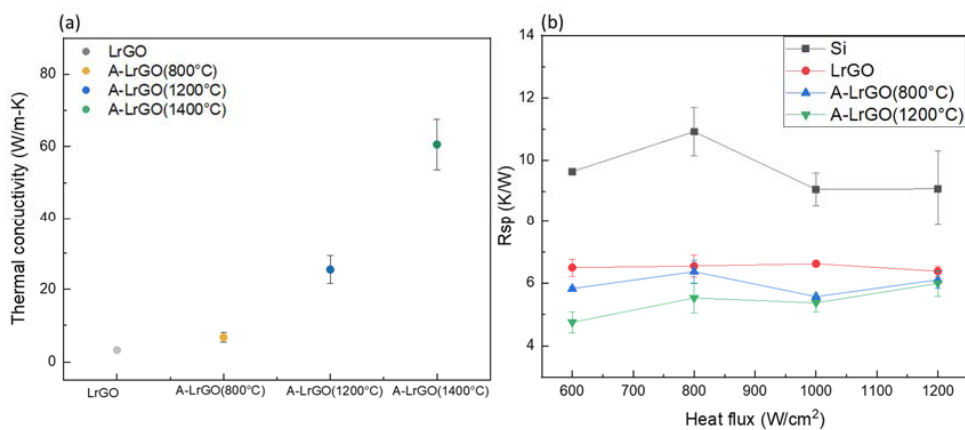 (a)
LrGO
A-LrGO(800°C)
A-LrGO(1200°C)
A-LrGO(1400°C)
Thermal concuctivity (W/m-K)
80
60
40
20
0
LrGO
A-LrGO(800°C)
A-LrGO(1200°C)
A-LrGO(1400°C)
(b)
Si
LrGO
A-LrGO(800°C)
A-LrGO(1200°C)
Rsp (K/W)
14
12
10
8
6
4
600
700
800
900
1000
1100
1200
Heat flux (W/cm²)